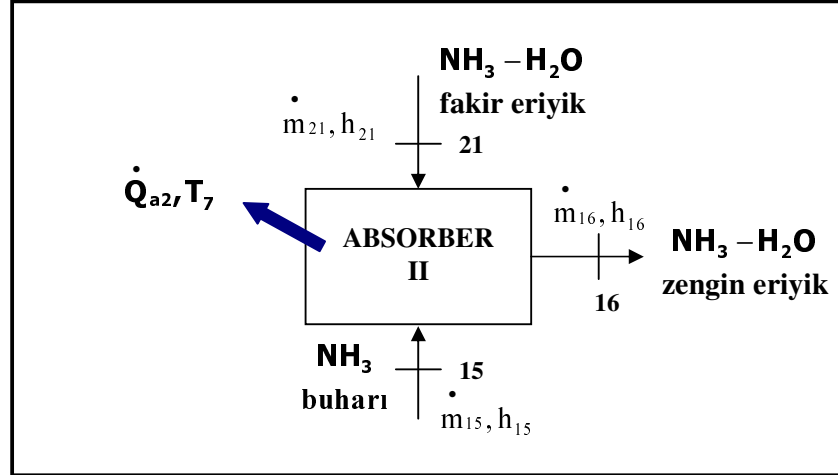 NH₃ – H₂O
fakir eriyik
ṁ₂₁, h₂₁
21
Q̇ₐ₂, T₇
ABSORBER
II
ṁ₁₆, h₁₆
NH₃ – H₂O
zengin eriyik
16
NH₃
buharı
15
ṁ₁₅, h₁₅